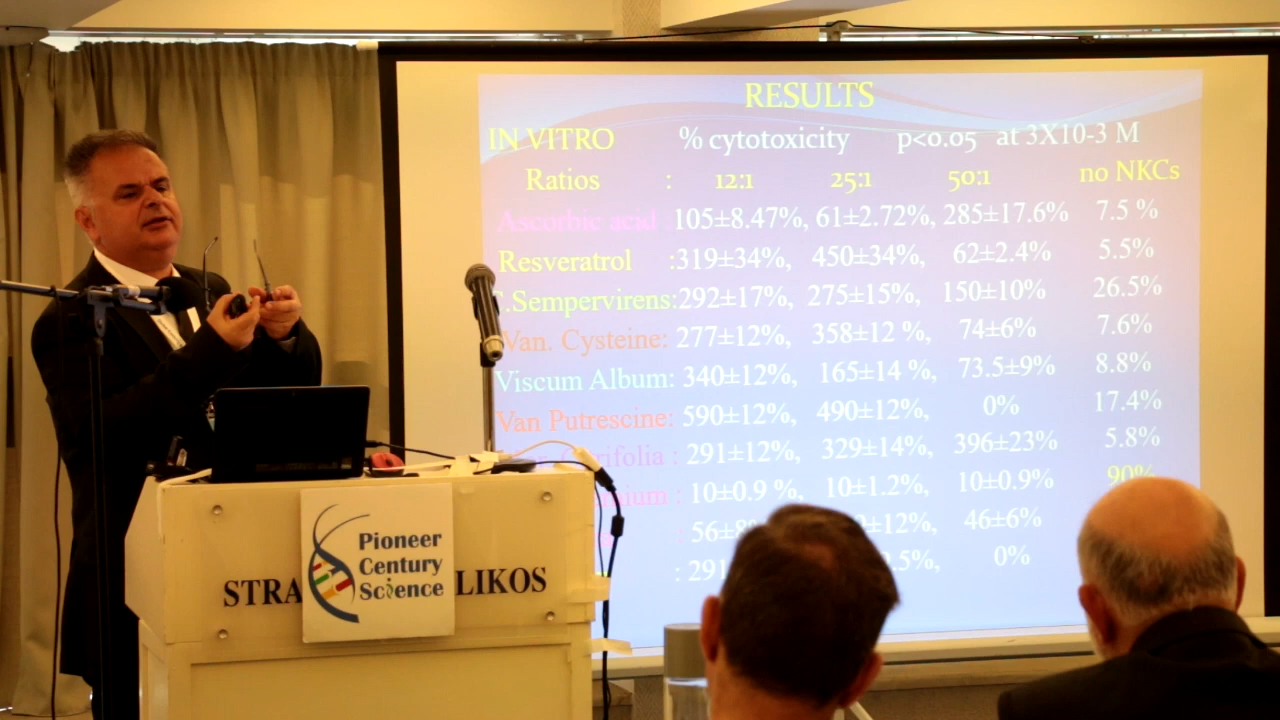 RESULTS
IN VITRO % cytotoxicity p<0.05 at 3X10-3 M
Ratios : 12:1 25:1 50:1 no NKCs
Ascorbic acid : 105±8.47%, 61±2.72%, 285±17.6% 7.5 %
Resveratrol :319±34%, 450±34%, 62±2.4% 5.5%
.Sempervirens:292±17%, 275±15%, 150±10% 26.5%
Van. Cysteine: 277±12%, 358±12 %, 74±6% 7.6%
Viscum Album: 340±12%, 165±14 %, 73.5±9% 8.8%
Van Putrescine: 590±12%, 490±12%, 0% 17.4%
: 291±12%, 329±14%, 396±23% 5.8%
: 10±0.9 %, 10±1.2%, 10±0.9% 90%
: 56±8 ±12%, 46±6%
: 291 .5%, 0%
Pioneer
Century
Science
STRA LIKOS